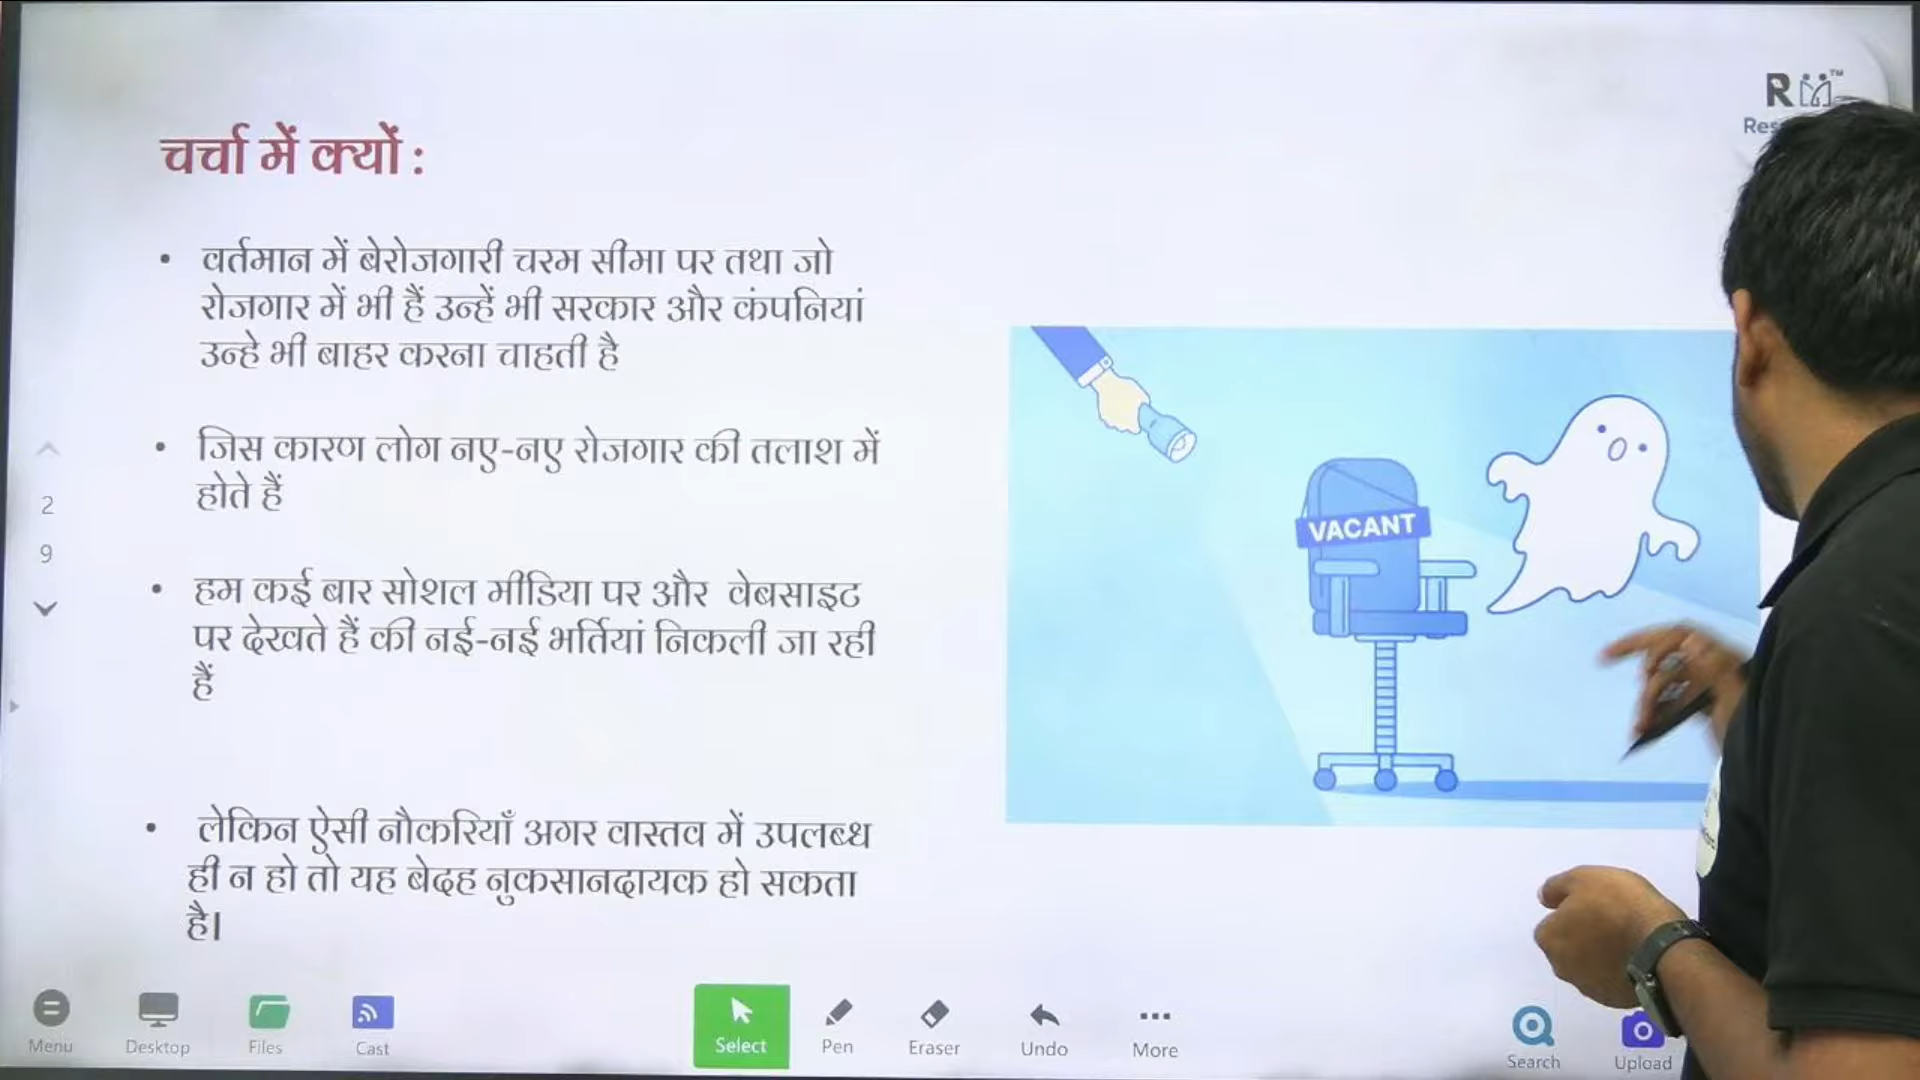 R TM
चर्चा में क्यों :
• वर्तमान में बेरोजगारी चरम सीमा पर तथा जो
रोजगार में भी हैं उन्हें भी सरकार और कंपनियां
उन्हे भी बाहर करना चाहती है
• जिस कारण लोग नए-नए रोजगार की तलाश में
होते हैं
• हम कई बार सोशल मीडिया पर और वेबसाइट
पर देखते हैं की नई-नई भर्तियां निकली जा रही
हैं
• लेकिन ऐसी नौकरियाँ अगर वास्तव में उपलब्ध
ही न हो तो यह बेहद नुकसानदायक हो सकता
है।
VACANT
2
9
Menu
Desktop
Files
Cast
Select
Pen
Eraser
Undo
More
Search
Upload